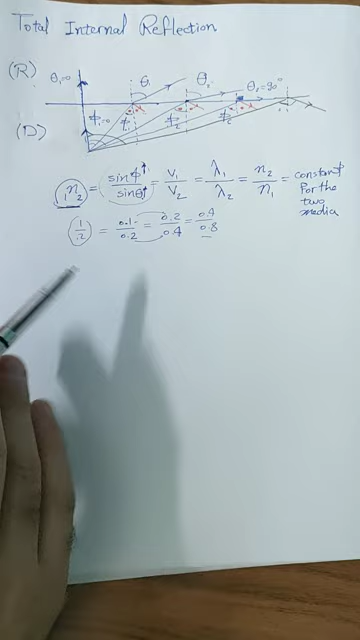 Total Internal Reflection
(R) θ₁=0 θ₁ θ₂ θ₂=90°
(D) ϕ₁=0 ϕ₁ ϕ₂ ϕ₂
₁n₂ = sinϕ↑/sinθ↑ = V₁/V₂ = λ₁/λ₂ = n₂/n₁ = constant
For the
two
media
1/2 = 0.1/0.2 = 0.2/0.4 = 0.4/0.8